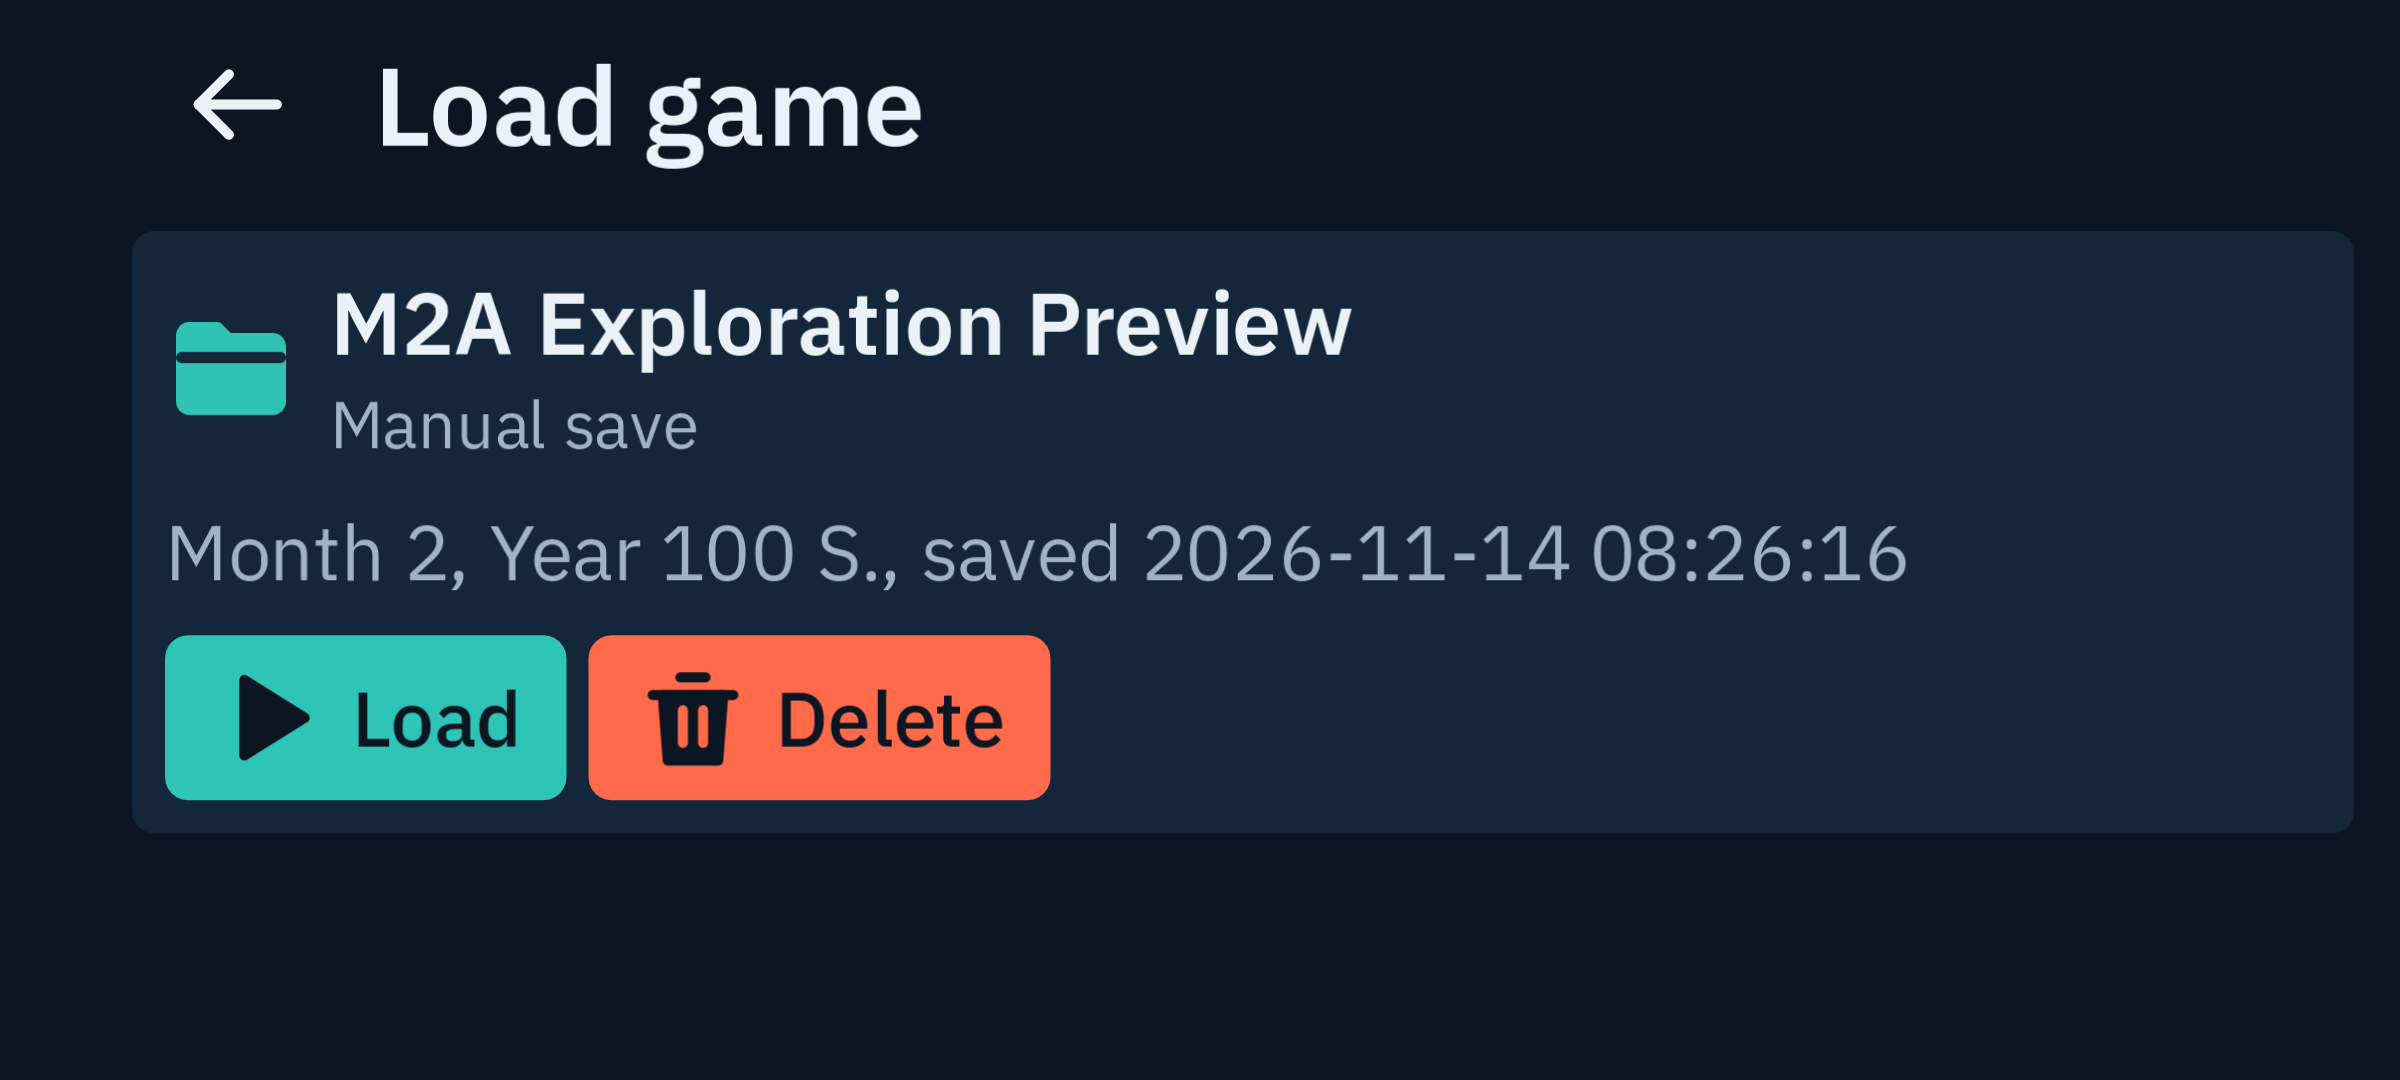 Load game
M2A Exploration Preview
Manual save
Month 2, Year 100 S., saved 2026-11-14 08:26:16
Load
Delete